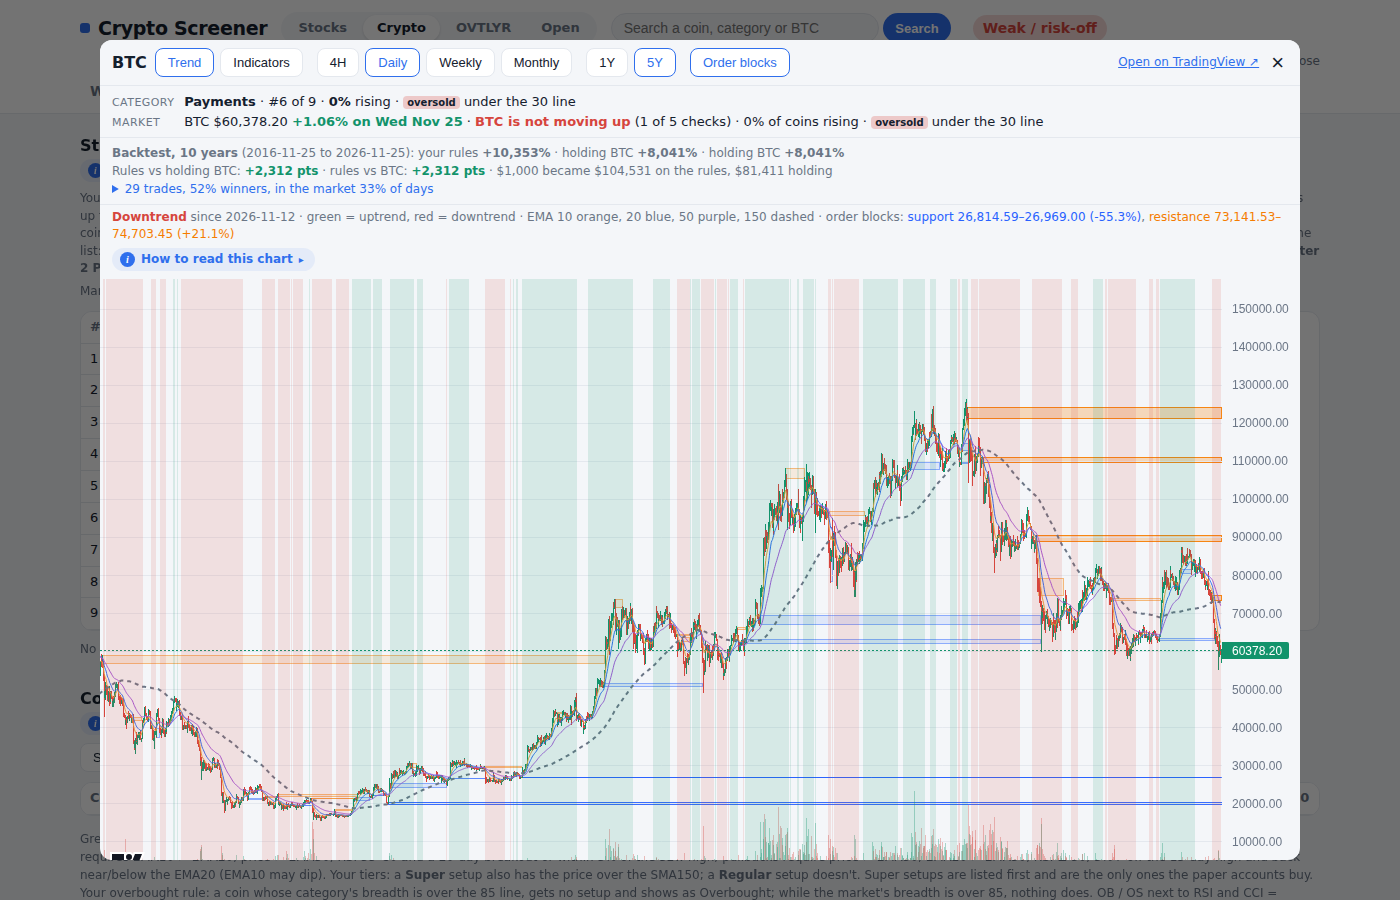 Crypto Screener Stocks Crypto OVTLYR Open Search a coin, category or BTC Search Weak / risk-off
BTC Trend Indicators 4H Daily Weekly Monthly 1Y 5Y Order blocks Open on TradingView ↗ ×
CATEGORY Payments · #6 of 9 · 0% rising · oversold under the 30 line
MARKET BTC $60,378.20 +1.06% on Wed Nov 25 · BTC is not moving up (1 of 5 checks) · 0% of coins rising · oversold under the 30 line
Backtest, 10 years (2016-11-25 to 2026-11-25): your rules +10,353% · holding BTC +8,041% · holding BTC +8,041%
Rules vs holding BTC: +2,312 pts · rules vs BTC: +2,312 pts · $1,000 became $104,531 on the rules, $81,411 holding
▶ 29 trades, 52% winners, in the market 33% of days
Downtrend since 2026-11-12 · green = uptrend, red = downtrend · EMA 10 orange, 20 blue, 50 purple, 150 dashed · order blocks: support 26,814.59–26,969.00 (-55.3%), resistance 73,141.53–
74,703.45 (+21.1%)
i How to read this chart ▸
150000.00
140000.00
130000.00
120000.00
110000.00
100000.00
90000.00
80000.00
70000.00
60378.20
50000.00
40000.00
30000.00
20000.00
10000.00
#
1
2
3
4
5
6
7
8
9
No
near/below the EMA20 (EMA10 may dip). Your tiers: a Super setup also has the price over the SMA150; a Regular setup doesn't. Super setups are listed first and are the only ones the paper accounts buy.
Your overbought rule: a coin whose category's breadth is over the 85 line, gets no setup and shows as Overbought; while the market's breadth is over 85, nothing does. OB / OS next to RSI and CCI =